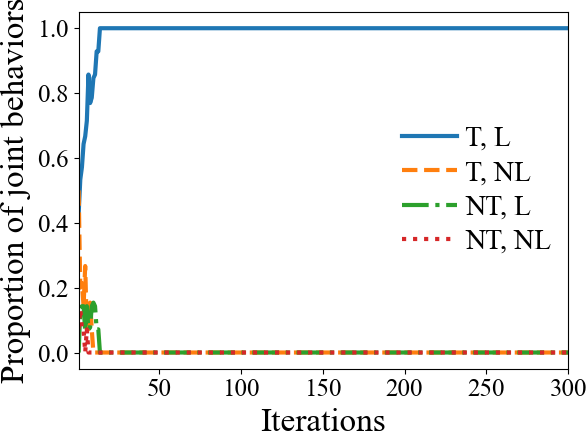 Proportion of joint behaviors
1.0
0.8
0.6
0.4
0.2
0.0
T, L
T, NL
NT, L
NT, NL
50 100 150 200 250 300
Iterations